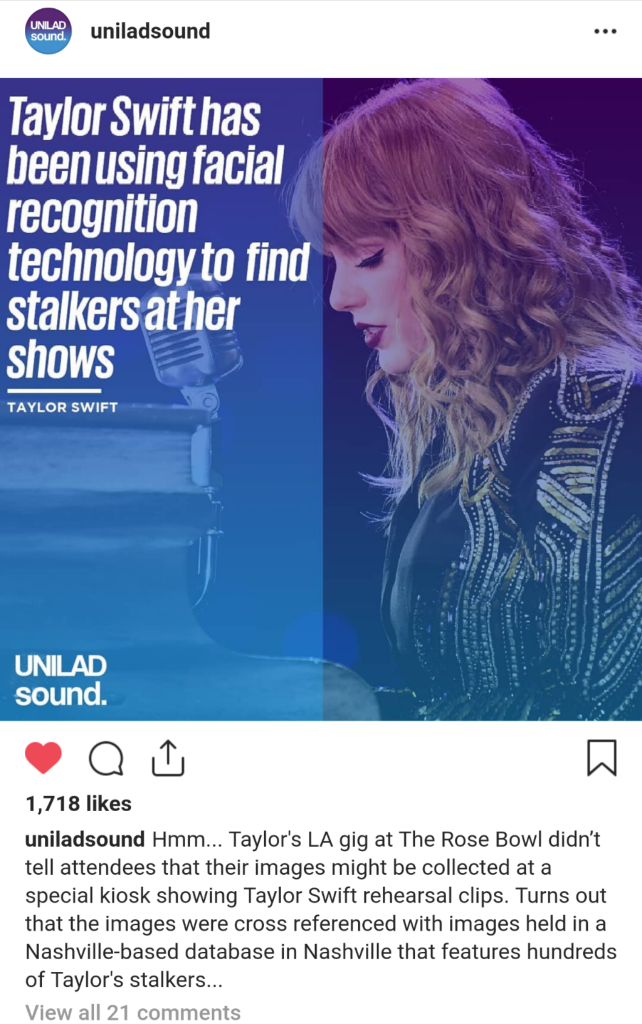 UNILAD
sound.
uniladsound
Taylor Swift has
been using facial
recognition
technology to find
stalkers at her
shows
TAYLOR SWIFT
UNILAD
sound.
1,718 likes
uniladsound Hmm... Taylor's LA gig at The Rose Bowl didn’t
tell attendees that their images might be collected at a
special kiosk showing Taylor Swift rehearsal clips. Turns out
that the images were cross referenced with images held in a
Nashville-based database in Nashville that features hundreds
of Taylor's stalkers...
View all 21 comments